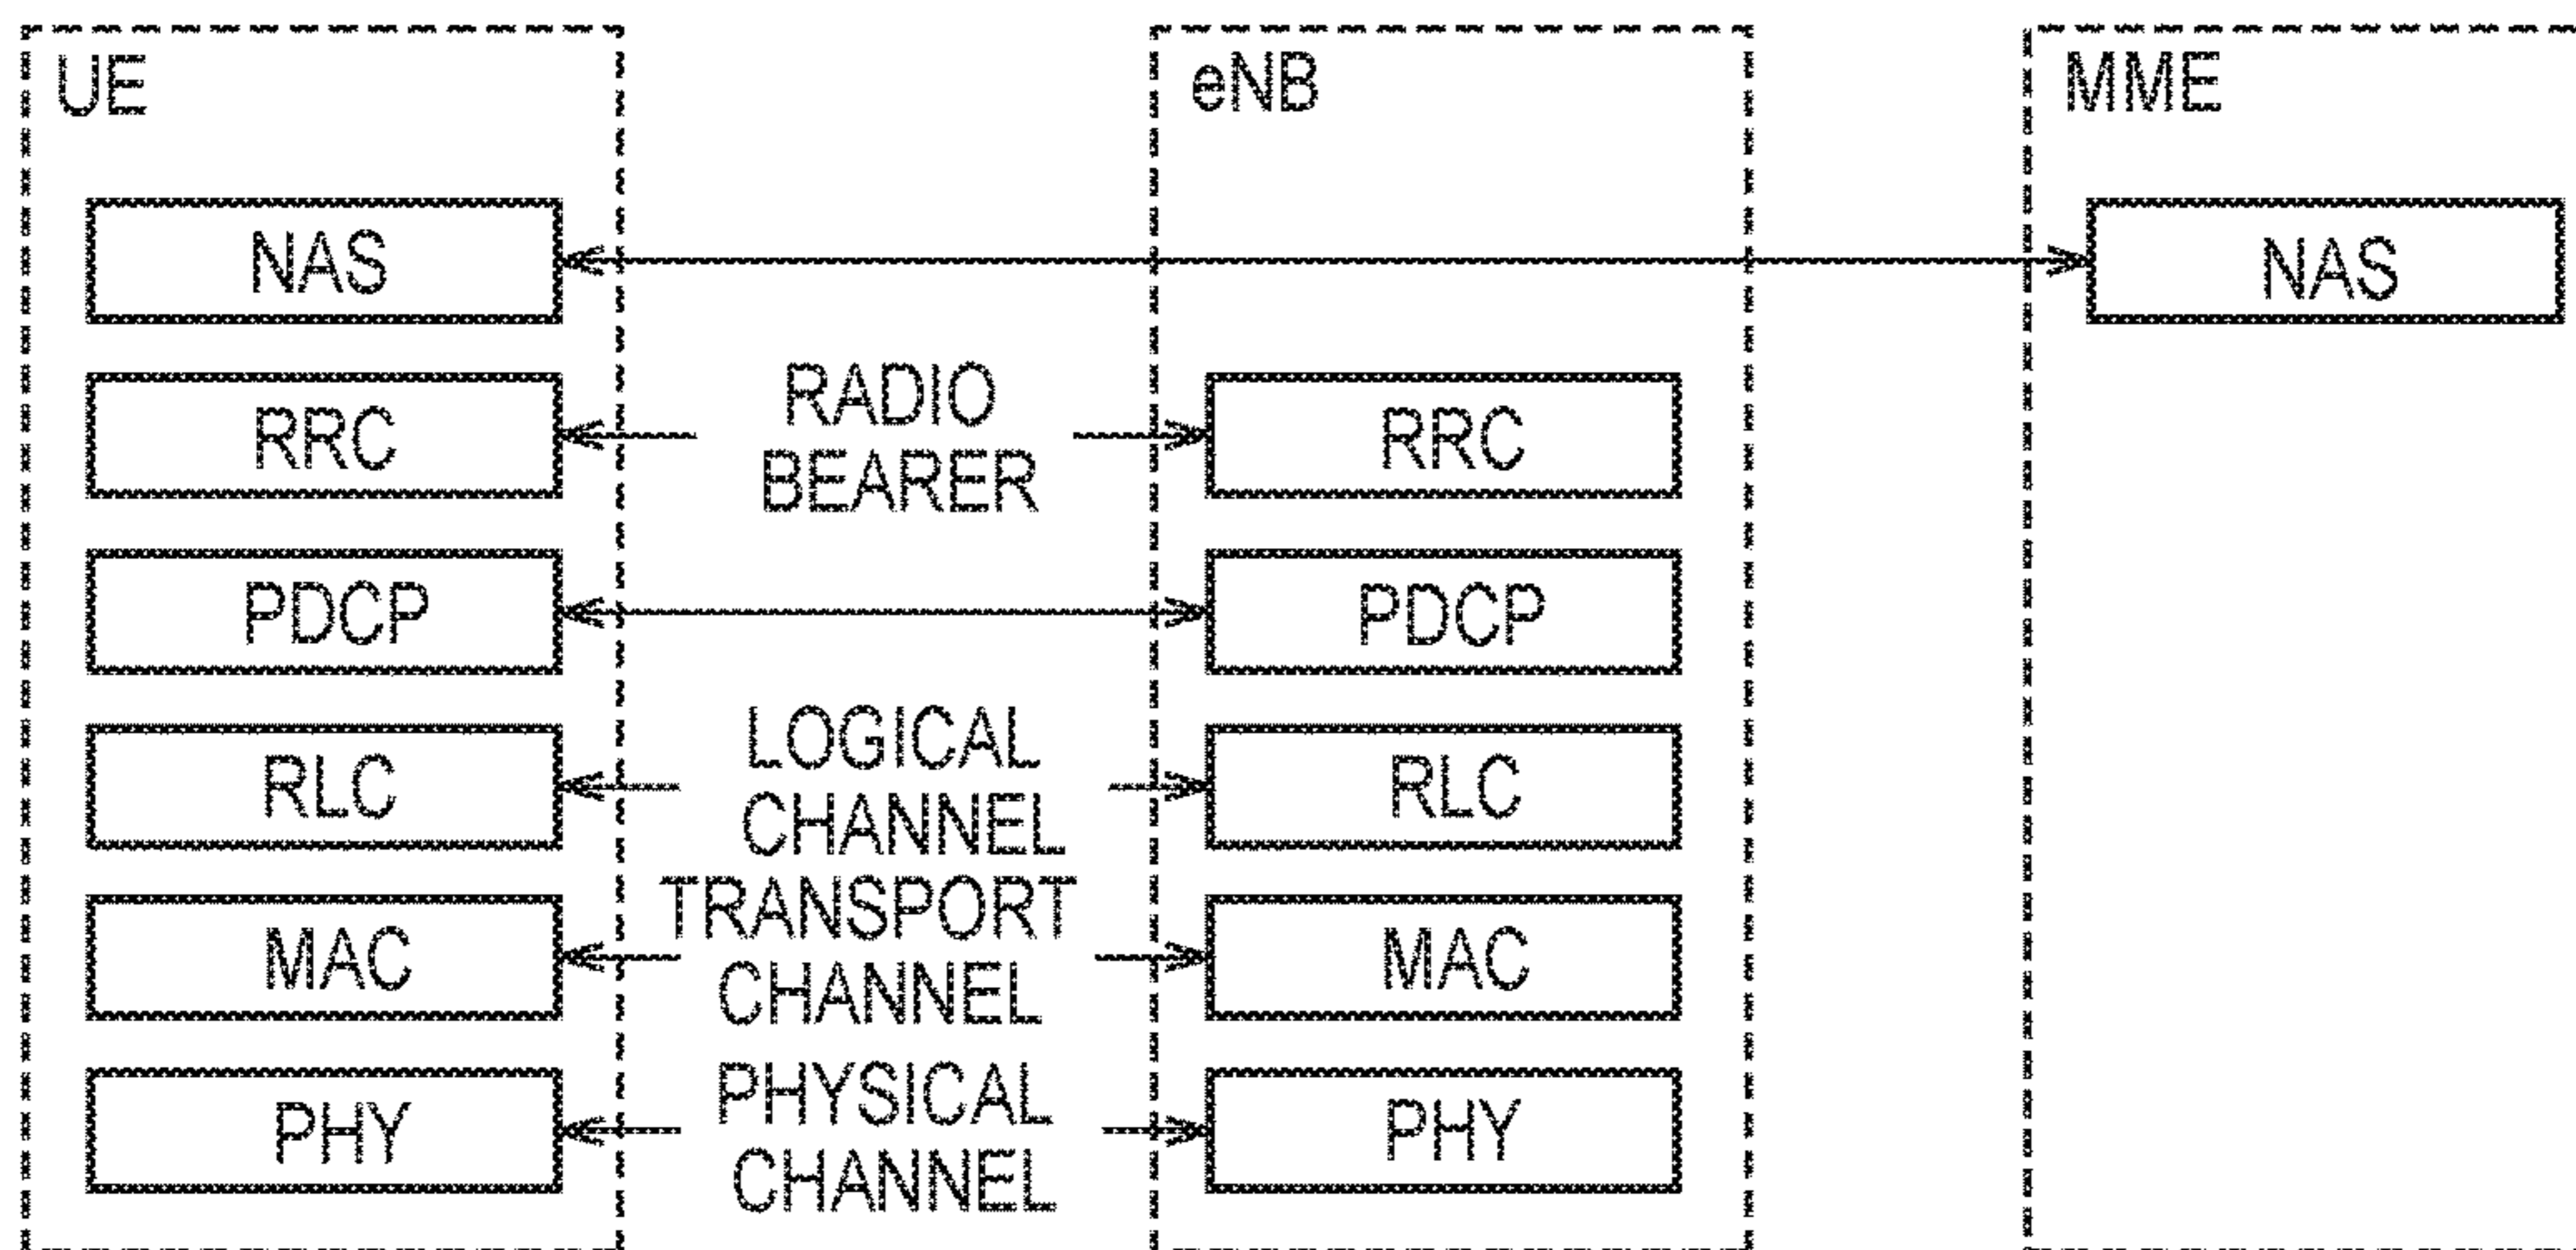 UE
eNB
MME
NAS
NAS
RRC
RADIO
BEARER
RRC
PDCP
PDCP
RLC
LOGICAL
CHANNEL
RLC
MAC
TRANSPORT
CHANNEL
MAC
PHY
PHYSICAL
CHANNEL
PHY